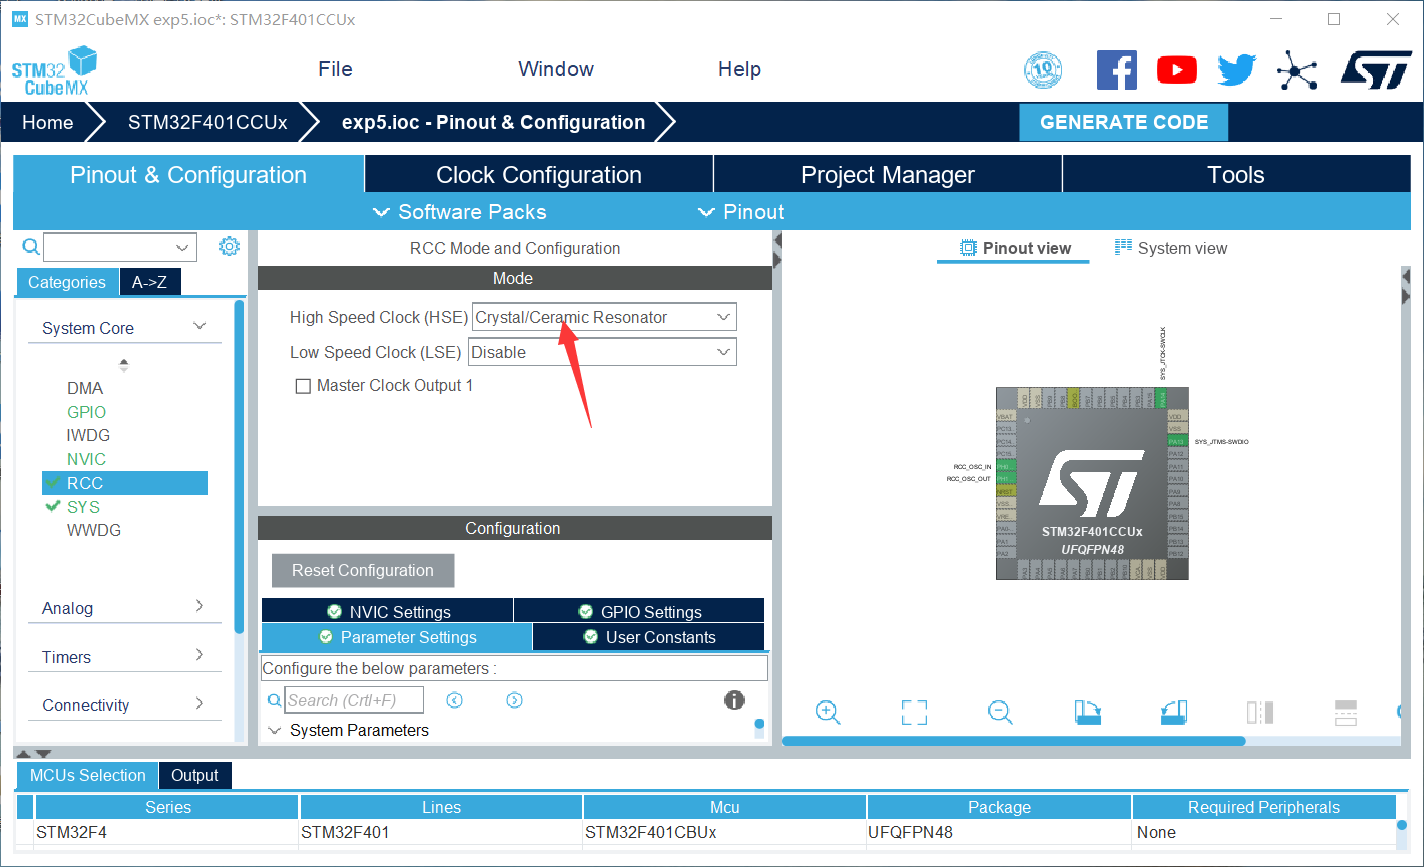 MX STM32CubeMX exp5.ioc*: STM32F401CCUx
STM32
CubeMX
File Window Help
10
Home STM32F401CCUx exp5.ioc - Pinout & Configuration GENERATE CODE
Pinout & Configuration Clock Configuration Project Manager Tools
Software Packs Pinout
RCC Mode and Configuration
Pinout view System view
Categories A->Z
Mode
System Core
High Speed Clock (HSE) Crystal/Ceramic Resonator
Low Speed Clock (LSE) Disable
Master Clock Output 1
DMA
GPIO
IWDG
NVIC
RCC
SYS
WWDG
Analog
Timers
Connectivity
Configuration
Reset Configuration
NVIC Settings GPIO Settings
Parameter Settings User Constants
Configure the below parameters :
Search (Crtl+F)
System Parameters
SYS_JTCK-SWCLK
SYS_JTMS-SWDIO
RCC_OSC_IN
RCC_OSC_OUT
VBAT
PC13..
PC14..
PC15..
PH0..
PH1..
NRST
VSS..
VRE..
PA0..
PA1
PA2
VDD
VSS
PA13
PA12
PA11
PA10
PA9
PA8
PB15
PB14
PB13
PB12
STM32F401CCUx
UFQFPN48
MCUs Selection Output
Series Lines Mcu Package Required Peripherals
STM32F4 STM32F401 STM32F401CBUx UFQFPN48 None